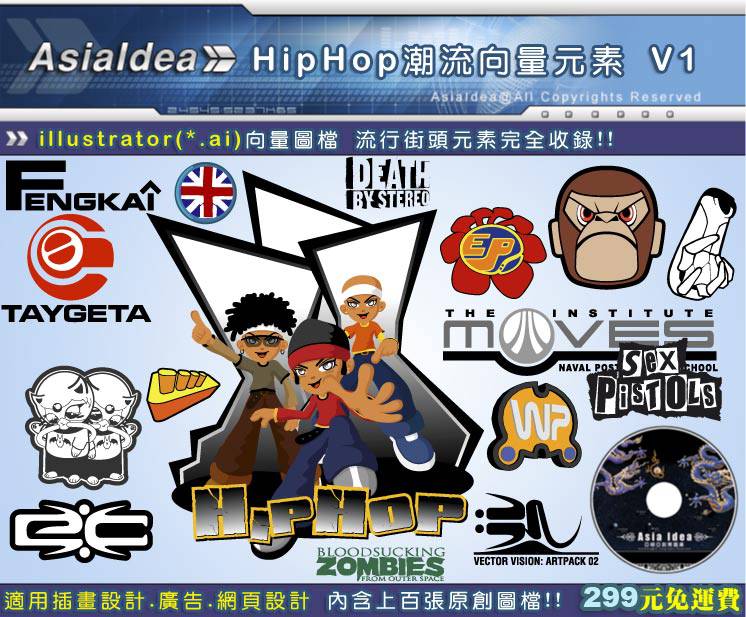 AsiaIdea HipHop潮流向量元素 V1
AsiaIdea@All Copyrights Reserved
illustrator(*.ai)向量圖檔 流行街頭元素完全收錄!!
FENGKAI
DEATH
BY STEREO
EP
TAYGETA
THE INSTITUTE
MOVES
NAVAL POST SCHOOL
SEX
PISTOLS
WP
HipHop
Asia Idea
BLOODSUCKING
ZOMBIES
FROM OUTER SPACE
VECTOR VISION: ARTPACK 02
適用插畫設計.廣告.網頁設計 內含上百張原創圖檔!! 299元免運費